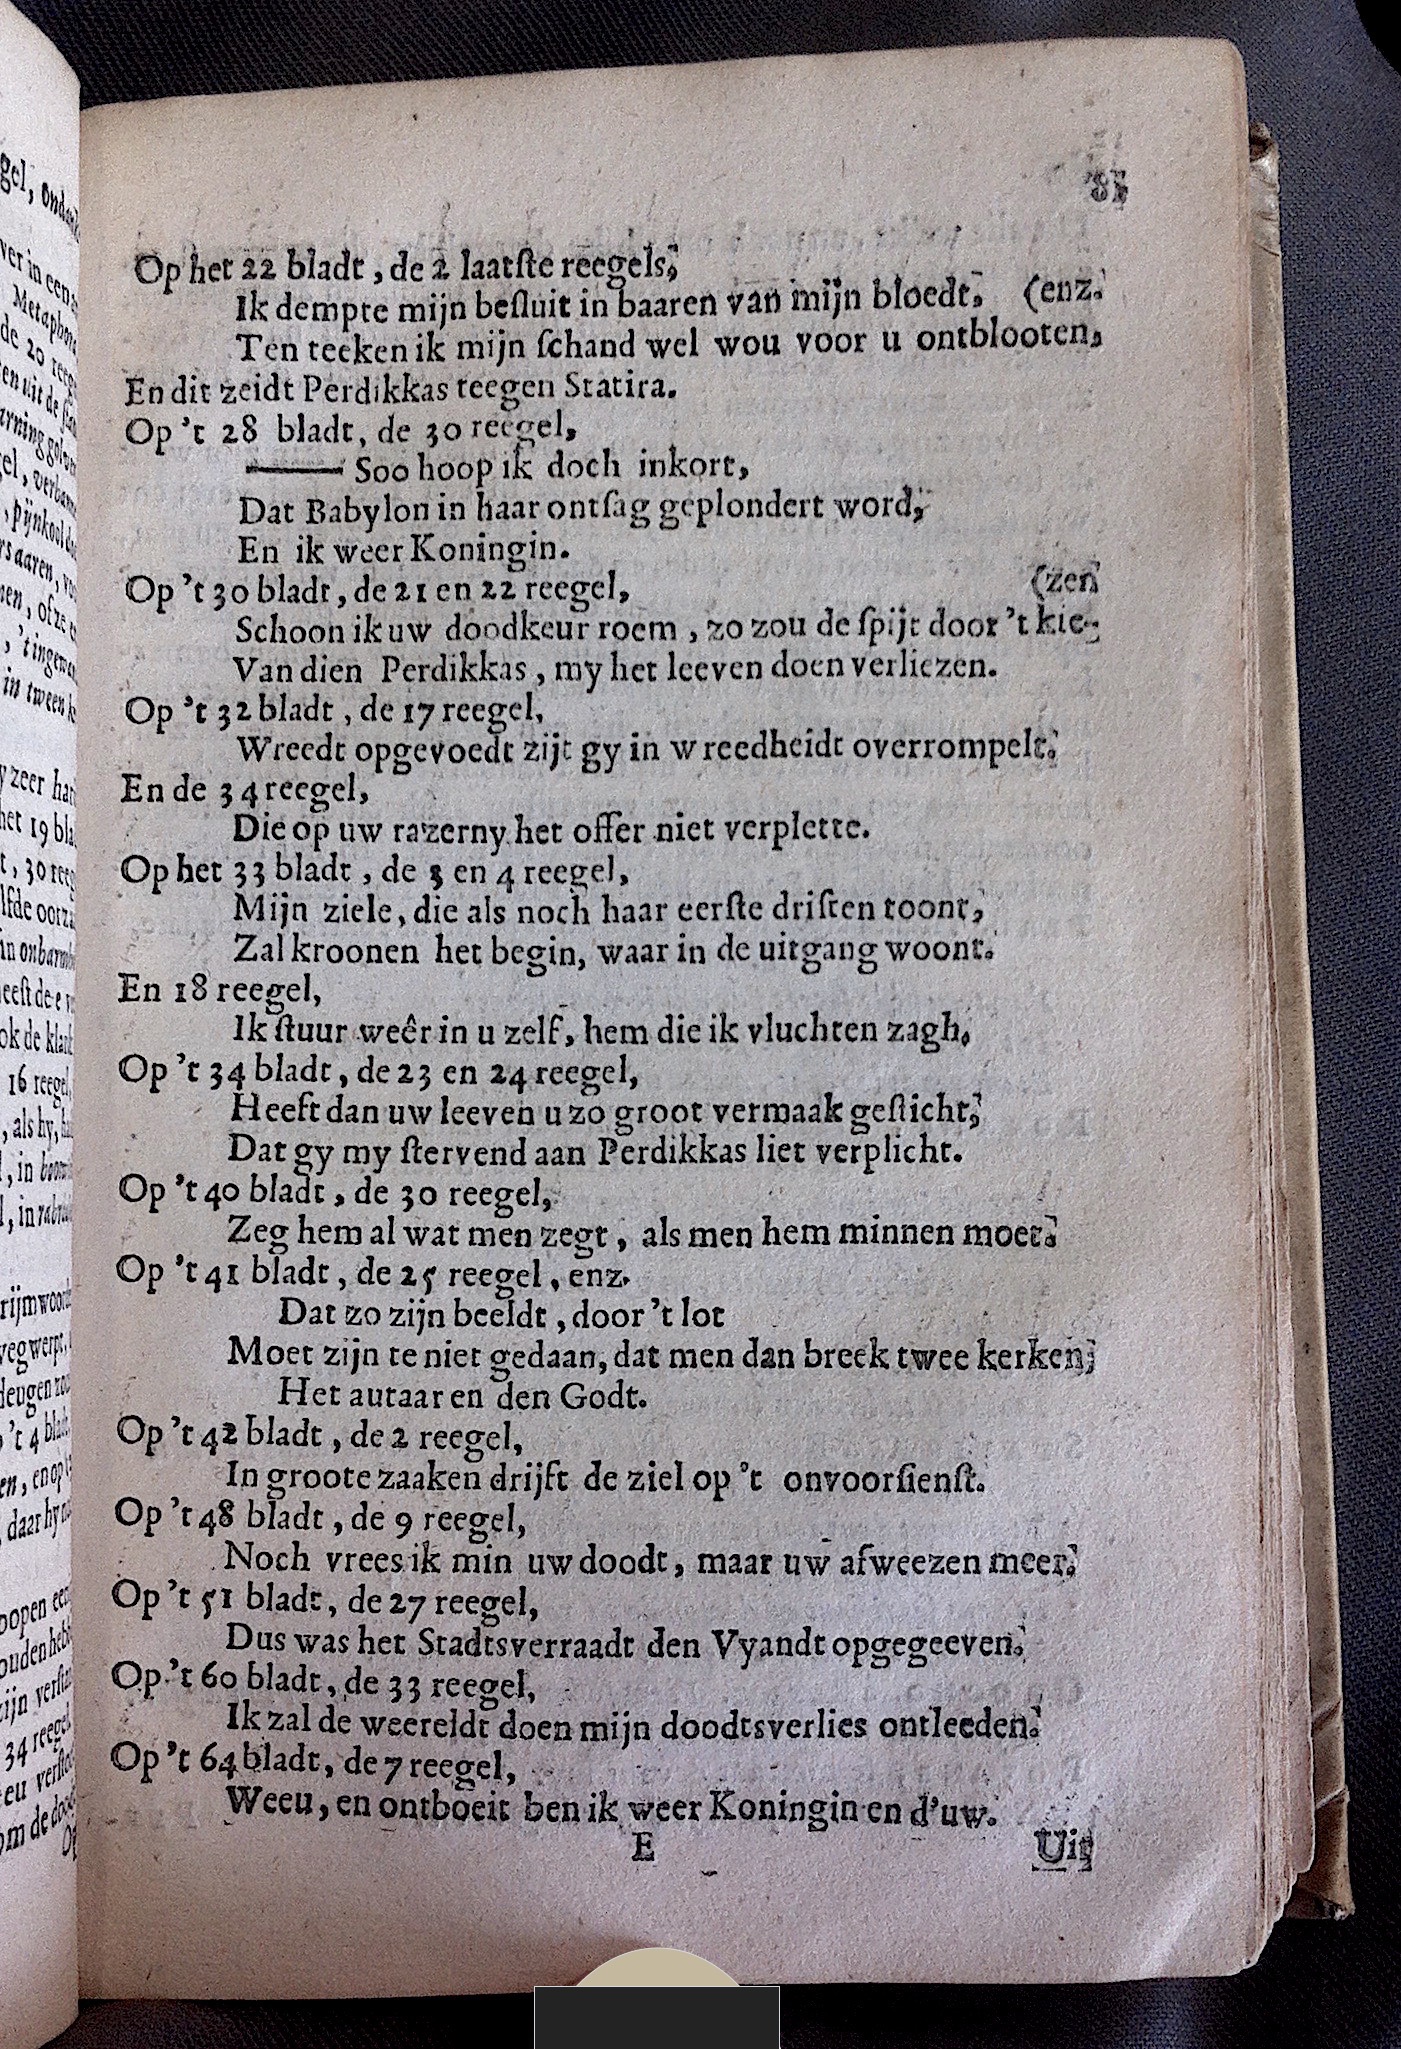 81
Op het 22 bladt, de 2 laatſte reegels,
Ik dempte mijn beſluit in baaren van mijn bloedt. (enz.
Ten teeken ik mijn ſchand wel wou voor u ontblooten,
En dit zeidt Perdikkas teegen Statira.
Op 't 28 bladt, de 30 reegel,
——— Soo hoop ik doch inkort,
Dat Babylon in haar ontſag geplondert word,
En ik weer Koningin.
Op 't 30 bladt, de 21 en 22 reegel, (zen
Schoon ik uw doodkeur roem, zo zou de ſpijt door 't kie-
Van dien Perdikkas, my het leeven doen verliezen.
Op 't 32 bladt, de 17 reegel,
Wreedt opgevoedt zijt gy in wreedheidt overrompelt.
En de 34 reegel,
Die op uw razerny het offer niet verplette.
Op het 33 bladt, de 3 en 4 reegel,
Mijn ziele, die als noch haar eerſte driften toont,
Zal kroonen het begin, waar in de uitgang woont.
En 18 reegel,
Ik ſtuur weêr in u zelf, hem die ik vluchten zagh,
Op 't 34 bladt, de 23 en 24 reegel,
Heeft dan uw leeven u zo groot vermaak geſticht,
Dat gy my ſtervend aan Perdikkas liet verplicht.
Op 't 40 bladt, de 30 reegel,
Zeg hem al wat men zegt, als men hem minnen moet.
Op 't 41 bladt, de 25 reegel, enz.
Dat zo zijn beeldt, door 't lot
Moet zijn te niet gedaan, dat men dan breek twee kerken,
Het autaar en den Godt.
Op 't 42 bladt, de 2 reegel,
In groote zaaken drijft de ziel op 't onvoorſienſt.
Op 't 48 bladt, de 9 reegel,
Noch vrees ik min uw doodt, maar uw afweezen meer.
Op 't 51 bladt, de 27 reegel,
Dus was het Stadtsverraadt den Vyandt opgegeeven.
Op 't 60 bladt, de 33 reegel,
Ik zal de weereldt doen mijn doodtsverlies ontleeden.
Op 't 64 bladt, de 7 reegel,
Weeu, en ontboeit ben ik weer Koningin en d'uw.
E Uit